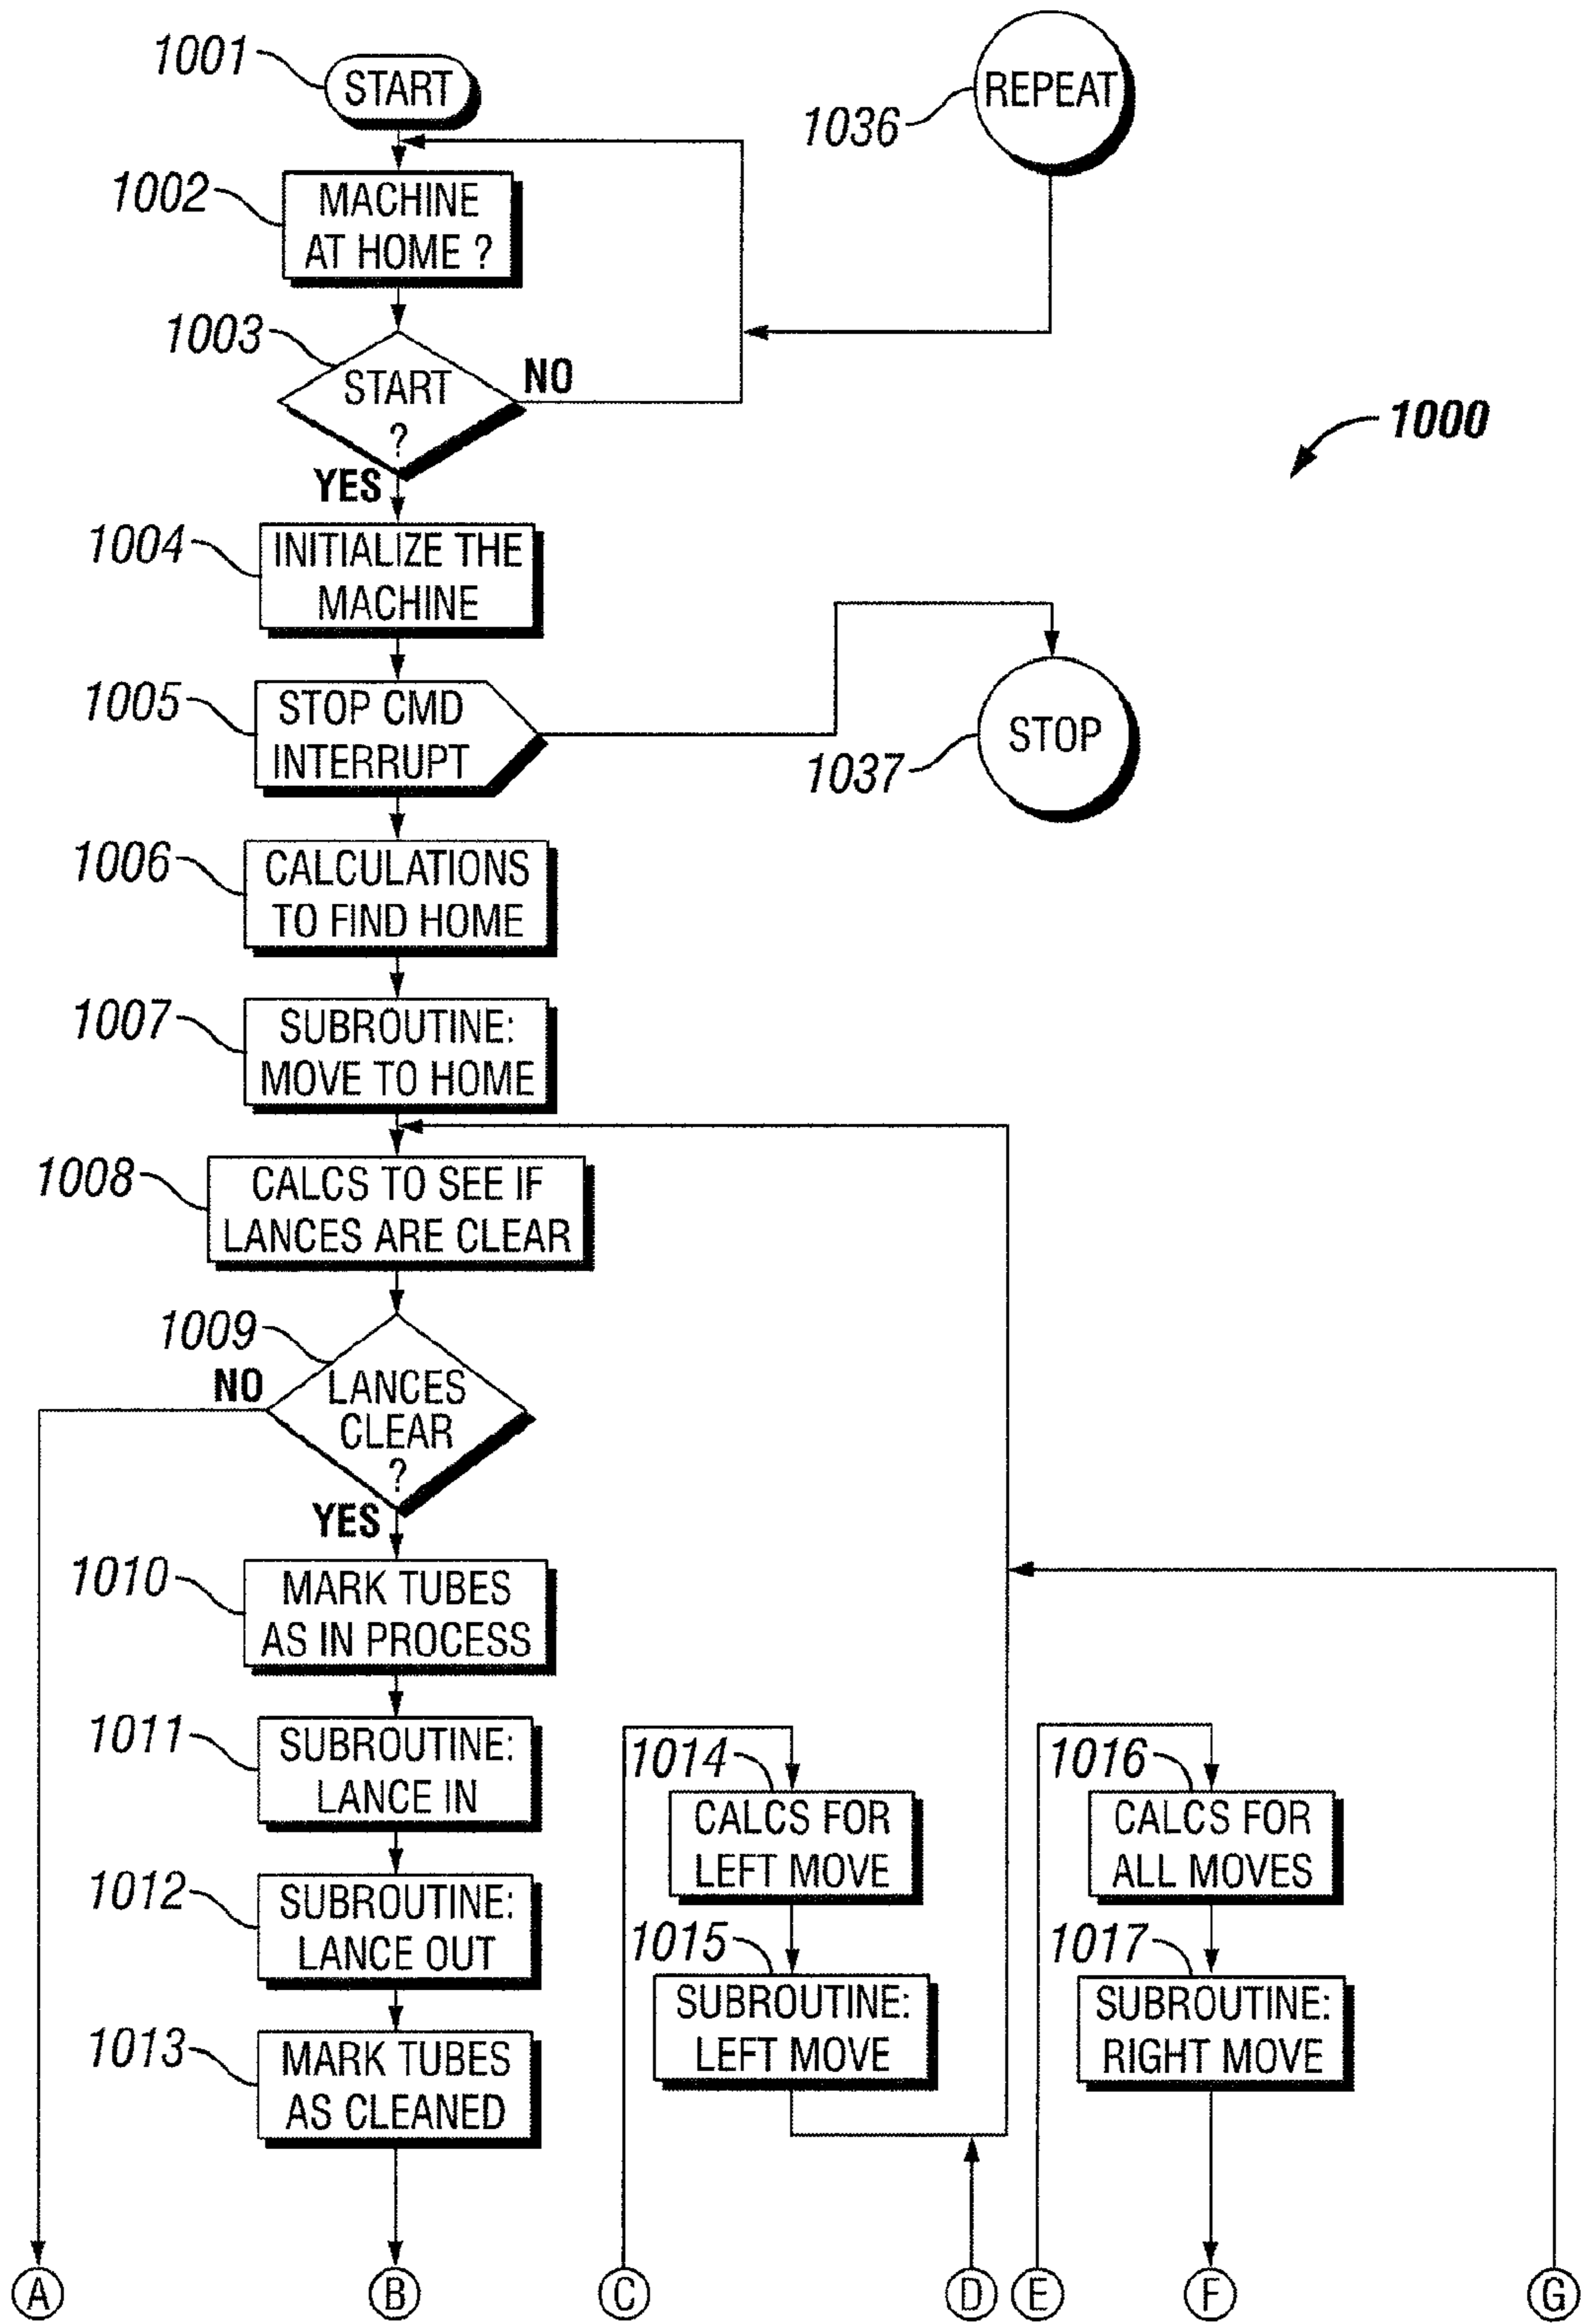 1001
START
REPEAT
1036
1002
MACHINE
AT HOME ?
1003
START
?
NO
YES
1000
1004
INITIALIZE THE
MACHINE
1005
STOP CMD
INTERRUPT
STOP
1037
1006
CALCULATIONS
TO FIND HOME
1007
SUBROUTINE:
MOVE TO HOME
1008
CALCS TO SEE IF
LANCES ARE CLEAR
1009
NO
LANCES
CLEAR
?
YES
1010
MARK TUBES
AS IN PROCESS
1011
SUBROUTINE:
LANCE IN
1012
SUBROUTINE:
LANCE OUT
1013
MARK TUBES
AS CLEANED
1014
CALCS FOR
LEFT MOVE
1015
SUBROUTINE:
LEFT MOVE
1016
CALCS FOR
ALL MOVES
1017
SUBROUTINE:
RIGHT MOVE
A
B
C
D
E
F
G